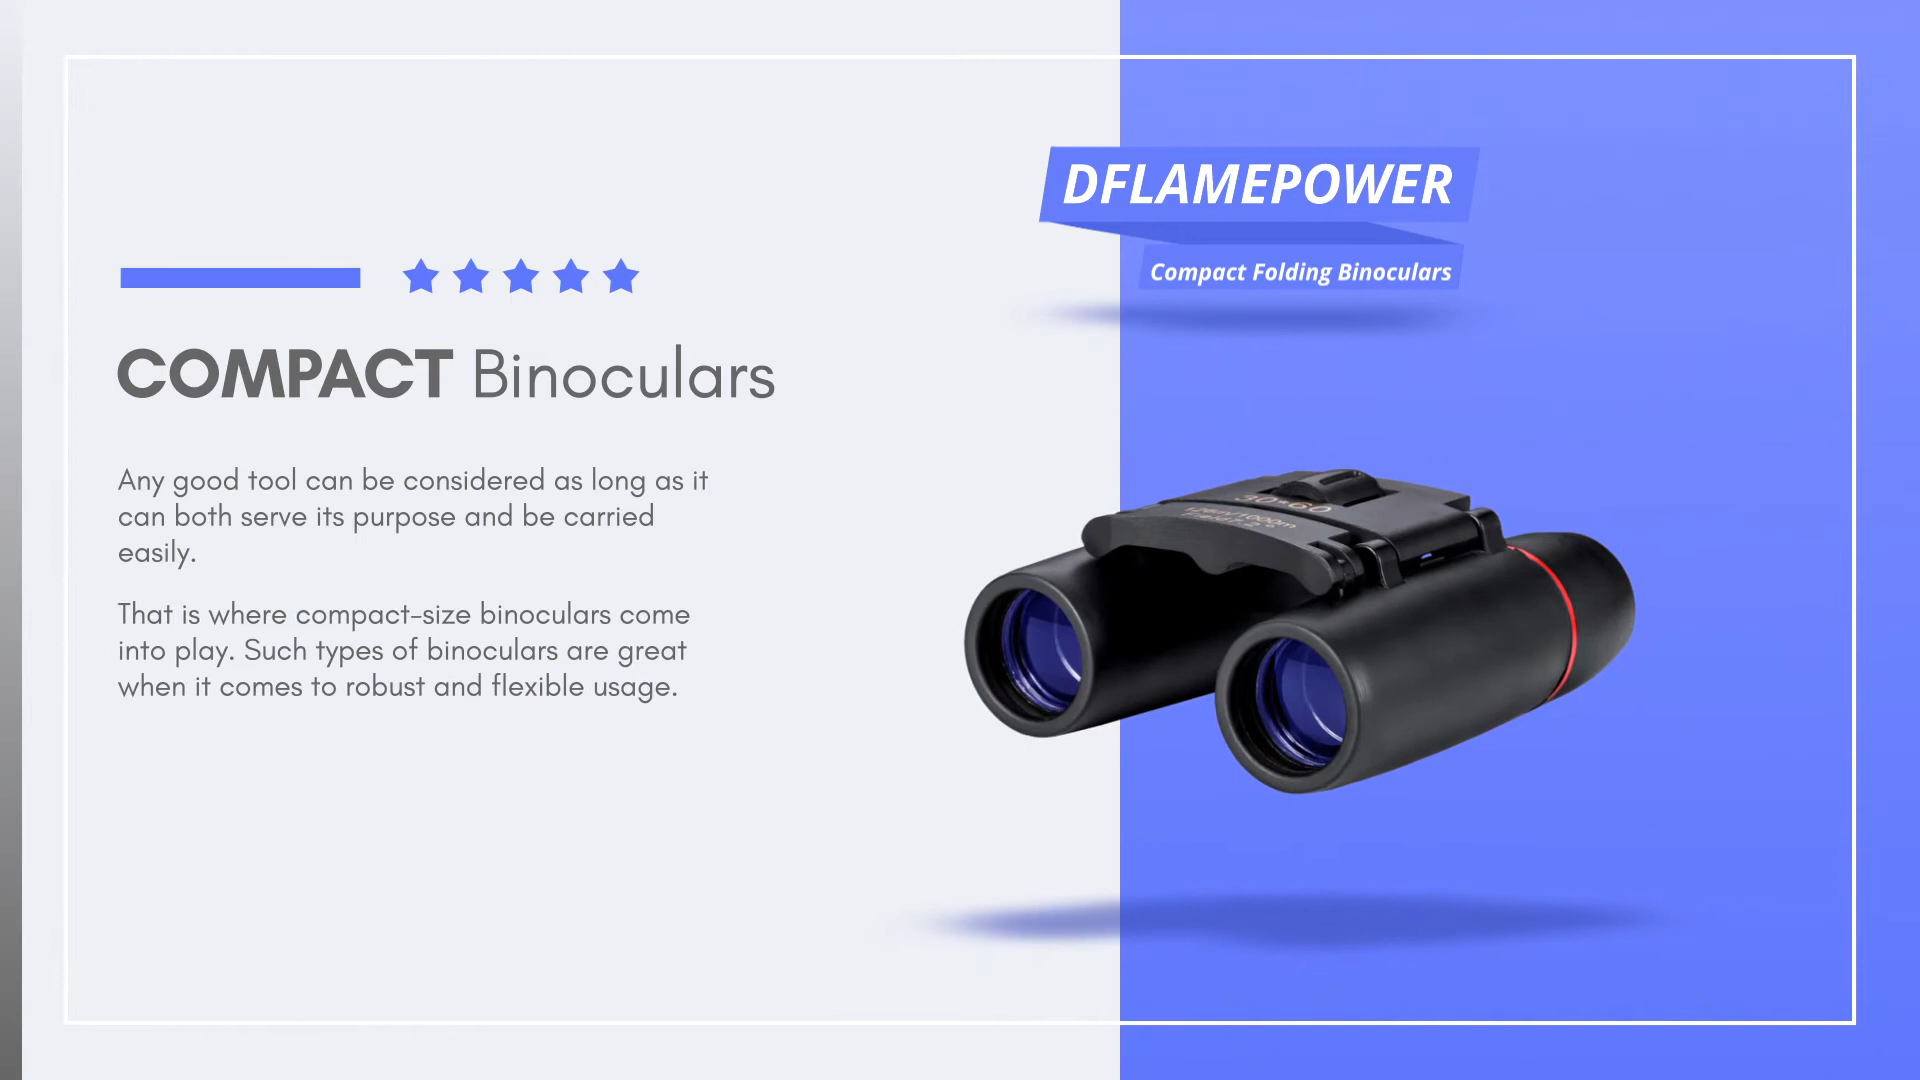 DFLAMEPOWER
Compact Folding Binoculars
COMPACT Binoculars
Any good tool can be considered as long as it
can both serve its purpose and be carried
easily.
That is where compact-size binoculars come
into play. Such types of binoculars are great
when it comes to robust and flexible usage.
30×60